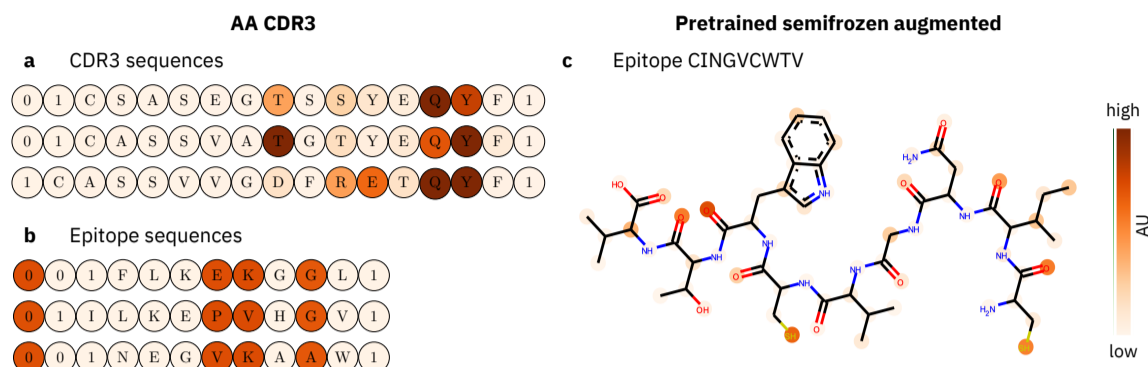 AA CDR3
Pretrained semifrozen augmented
a CDR3 sequences
0 1 C S A S E G T S S Y E Q Y F 1
0 1 C A S S V A T G T Y E Q Y F 1
1 C A S S V V G D F R E T Q Y F 1
b Epitope sequences
0 0 1 F L K E K G G L 1
0 1 I L K E P V H G V 1
0 0 1 N E G V K A A W 1
c Epitope CINGVCWTV
HO
O
NH
O
OH
NH
O
NH
NH
O
NH
SH
O
NH
O
NH
O
H₂N
O
NH
O
NH
O
H₂N
SH
high
AU
low